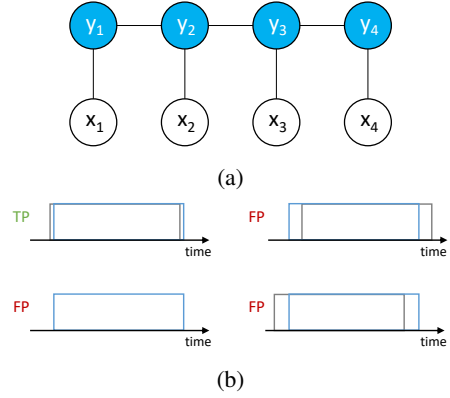 y₁ y₂ y₃ y₄
x₁ x₂ x₃ x₄
(a)
TP FP
time time
FP FP
time time
(b)